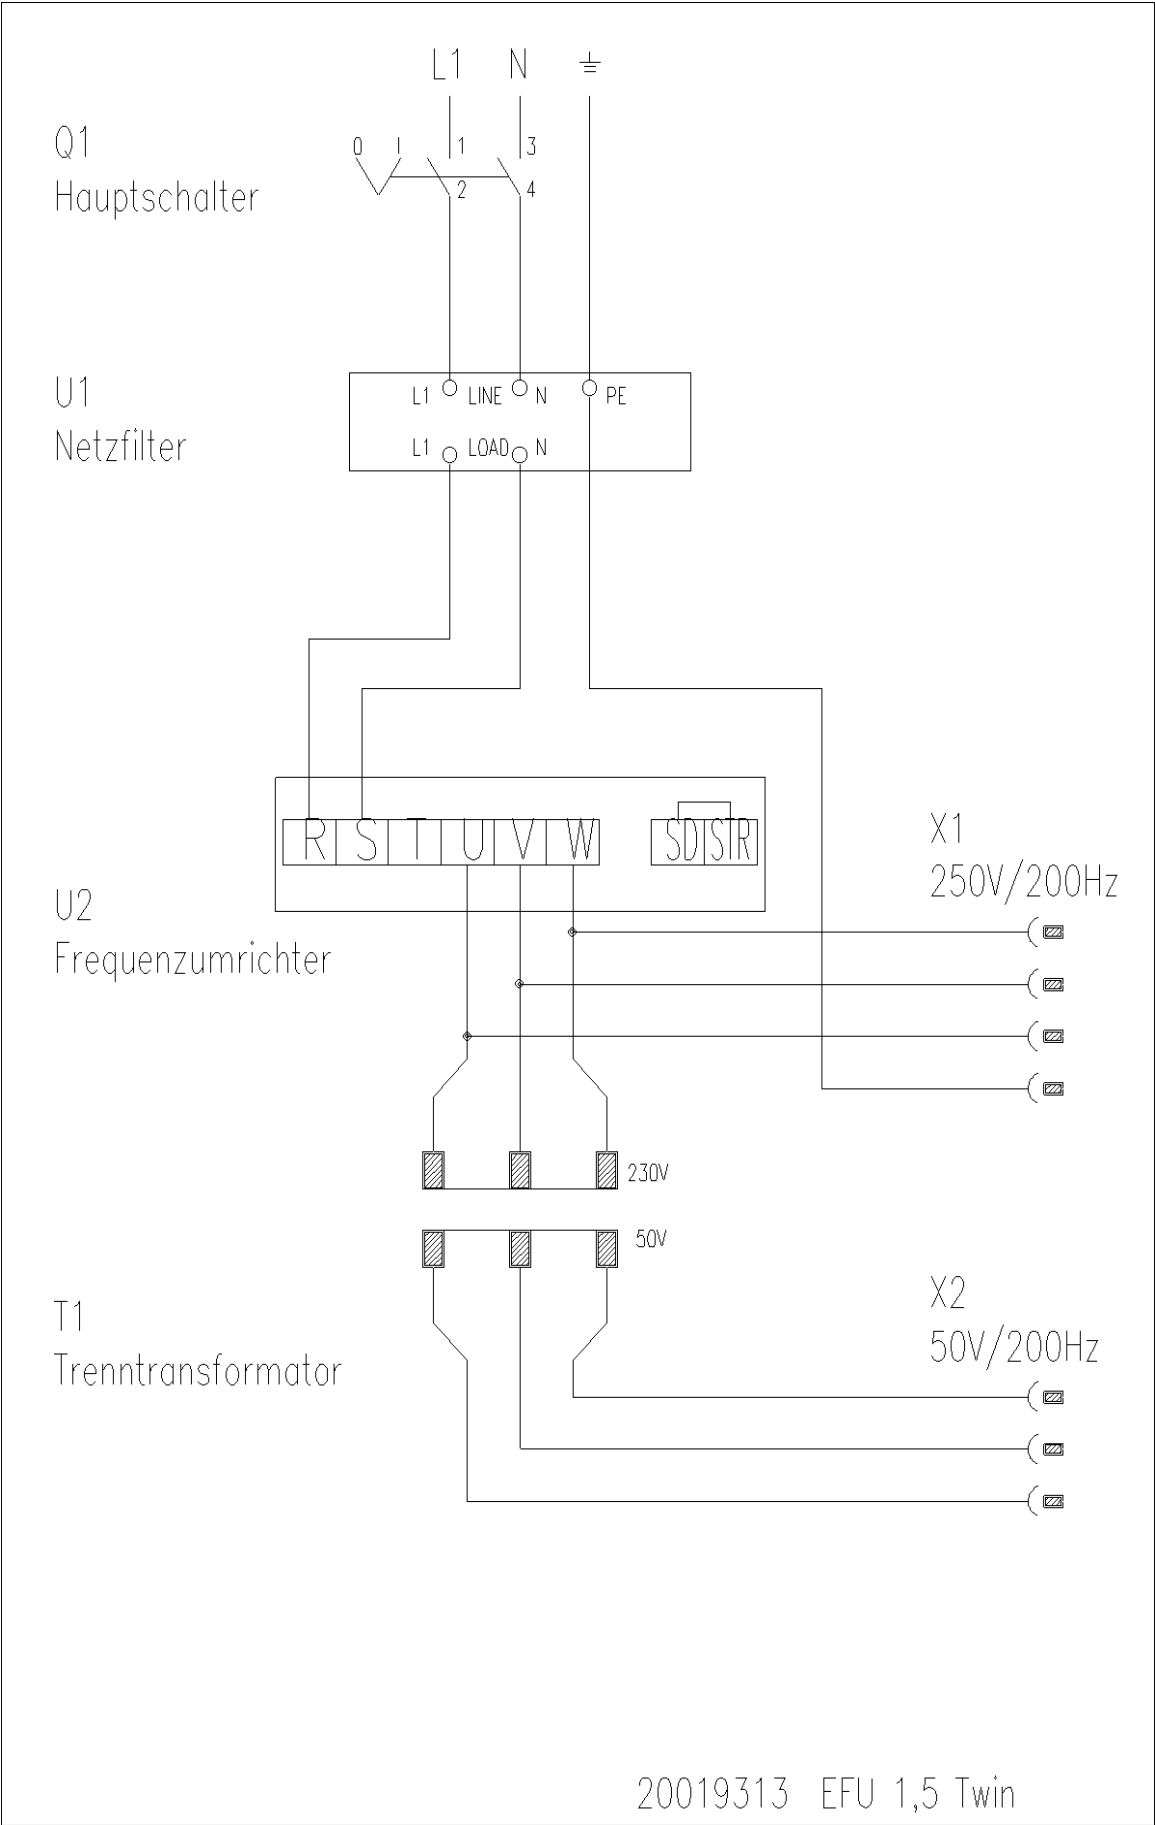 L1 N
Q1
0 I 1 3
2 4
Hauptschalter
U1
L1 LINE N PE
Netzfilter
L1 LOAD N
R S T U V W SD STR
X1
250V/200Hz
U2
Frequenzumrichter
230V
50V
X2
T1
50V/200Hz
Trenntransformator
20019313 EFU 1,5 Twin